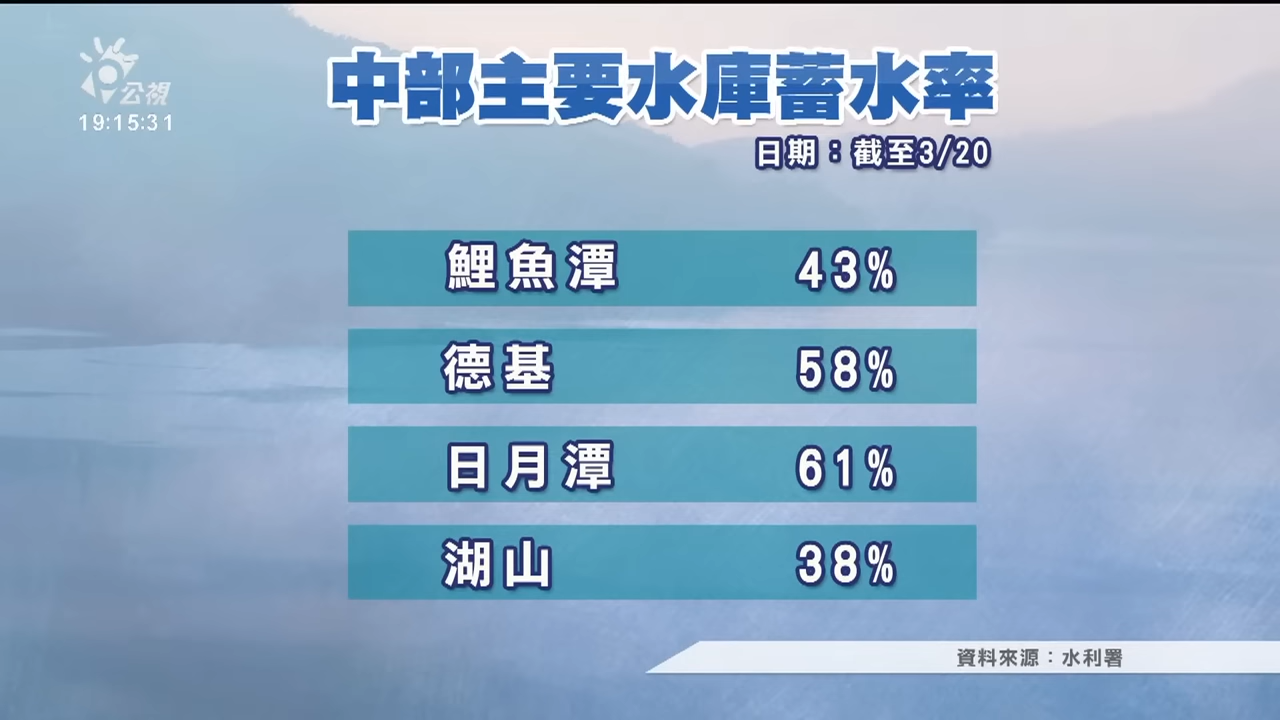 公視
19:15:31
中部主要水庫蓄水率
日期：截至3/20
鯉魚潭 43%
德基 58%
日月潭 61%
湖山 38%
資料來源：水利署